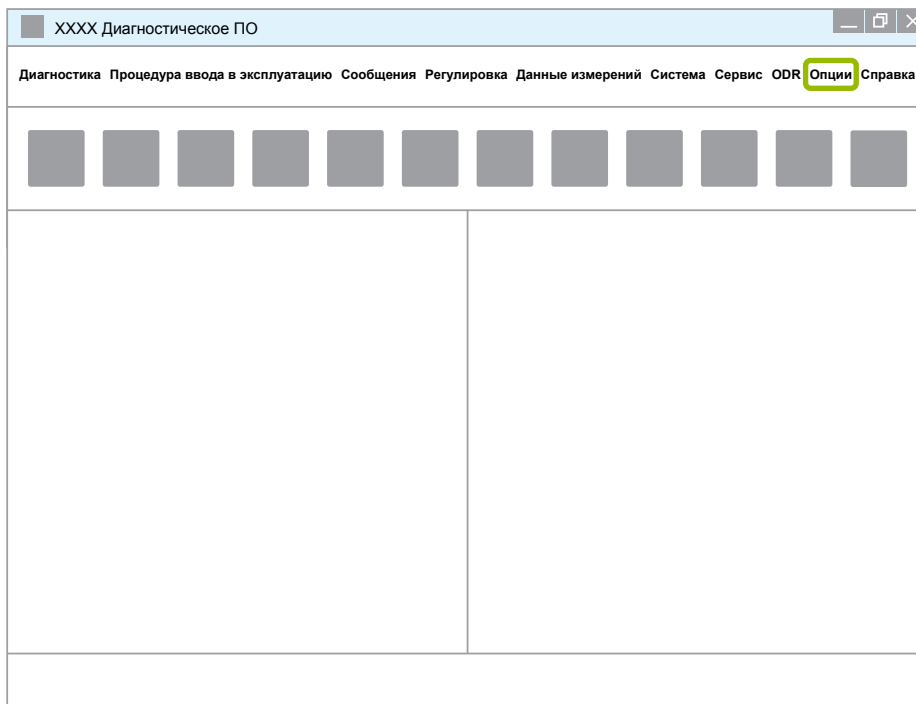 XXXX Диагностическое ПО
Диагностика Процедура ввода в эксплуатацию Сообщения Регулировка Данные измерений Система Сервис ODR Опции Справка